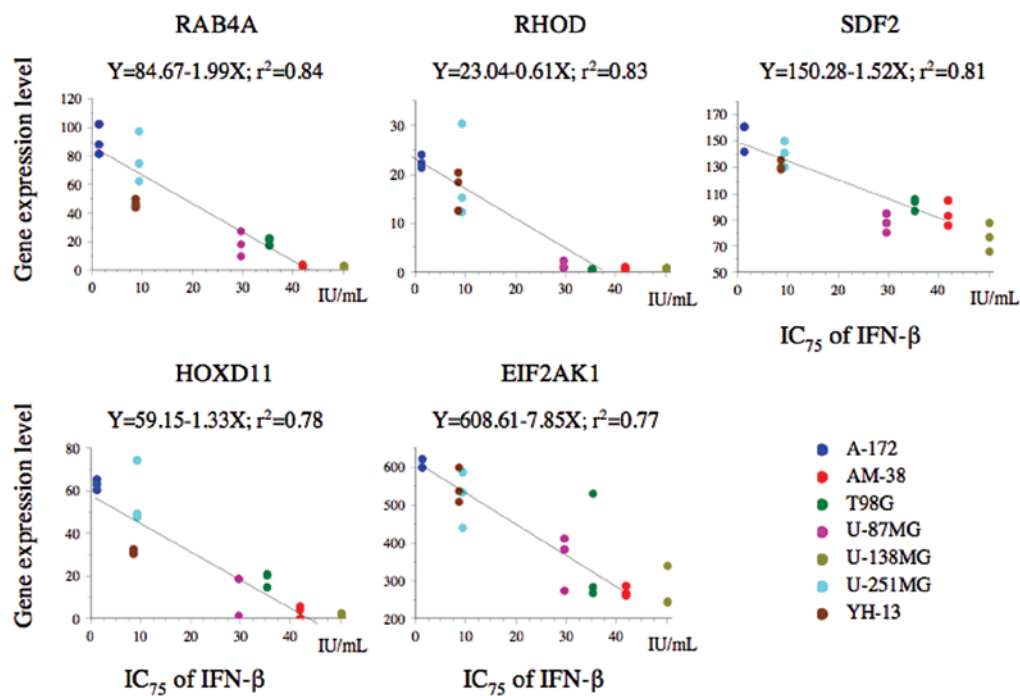 RAB4A
Y=84.67-1.99X; r²=0.84
Gene expression level
120
100
80
60
40
20
0
0 10 20 30 40 IU/mL
RHOD
Y=23.04-0.61X; r²=0.83
30
20
10
0
0 10 20 30 40 IU/mL
SDF2
Y=150.28-1.52X; r²=0.81
170
150
130
110
90
70
50
0 10 20 30 40 IU/mL
IC₇₅ of IFN-β
HOXD11
Y=59.15-1.33X; r²=0.78
Gene expression level
80
60
40
20
0
0 10 20 30 40 IU/mL
IC₇₅ of IFN-β
EIF2AK1
Y=608.61-7.85X; r²=0.77
600
500
400
300
200
0 10 20 30 40 IU/mL
IC₇₅ of IFN-β
A-172
AM-38
T98G
U-87MG
U-138MG
U-251MG
YH-13